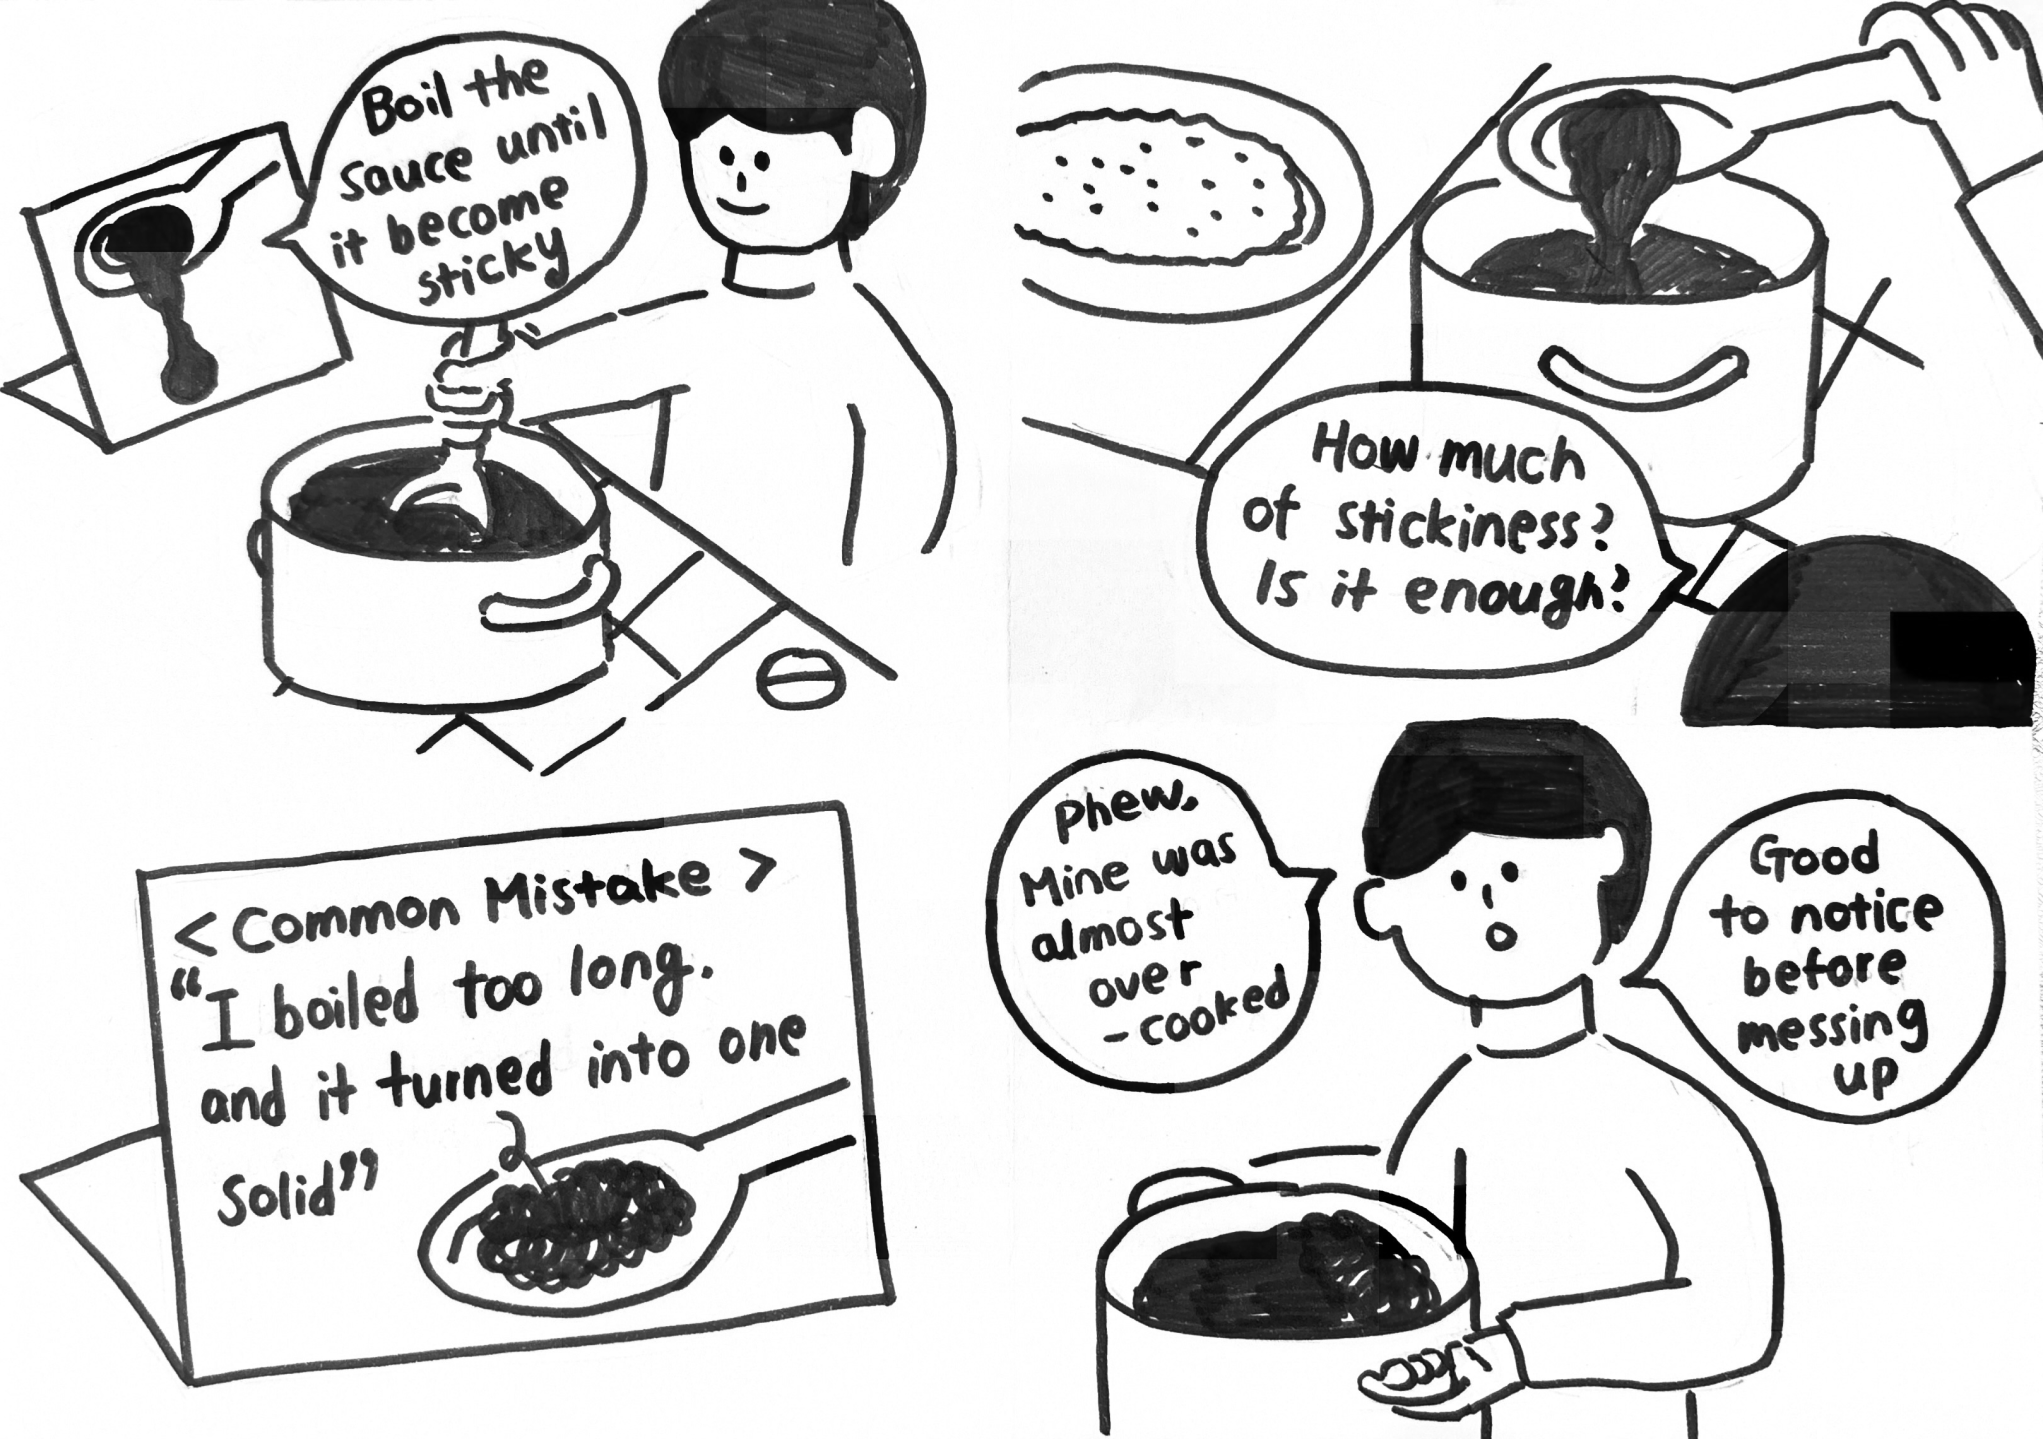 Boil the
sauce until
it become
sticky
How much
of stickiness?
Is it enough?
< Common Mistake >
"I boiled too long.
and it turned into one
Solid"
Phew,
Mine was
almost
over
-cooked
Good
to notice
before
messing
up